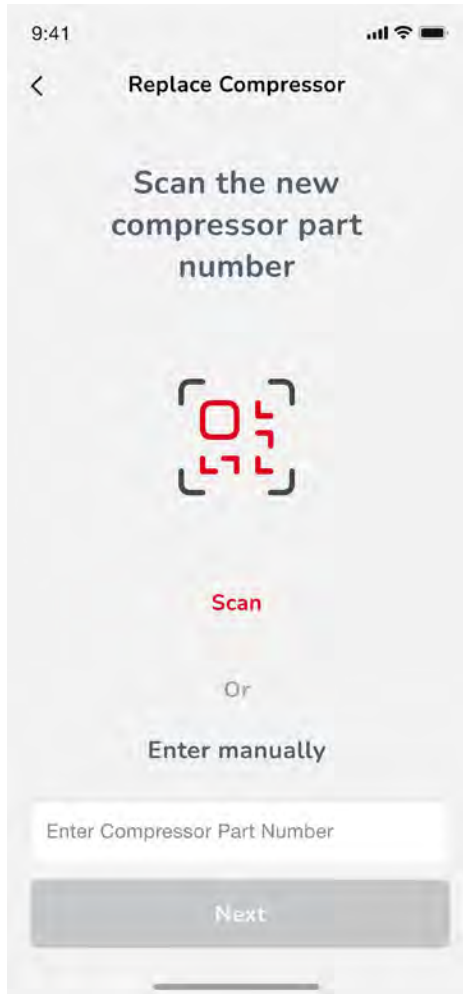 9:41
Replace Compressor
Scan the new
compressor part
number
Scan
Or
Enter manually
Enter Compressor Part Number
Next